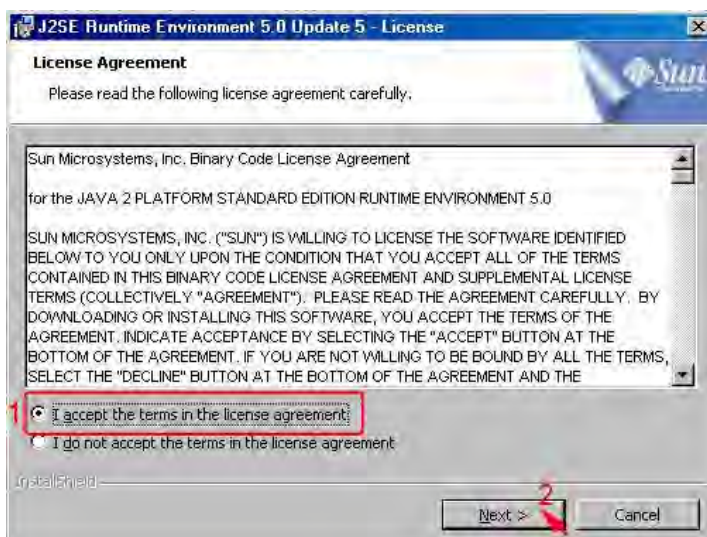 J2SE Runtime Environment 5.0 Update 5 - License
License Agreement
Please read the following license agreement carefully.
Sun
Sun Microsystems, Inc. Binary Code License Agreement
for the JAVA 2 PLATFORM STANDARD EDITION RUNTIME ENVIRONMENT 5.0
SUN MICROSYSTEMS, INC. ("SUN") IS WILLING TO LICENSE THE SOFTWARE IDENTIFIED
BELOW TO YOU ONLY UPON THE CONDITION THAT YOU ACCEPT ALL OF THE TERMS
CONTAINED IN THIS BINARY CODE LICENSE AGREEMENT AND SUPPLEMENTAL LICENSE
TERMS (COLLECTIVELY "AGREEMENT"). PLEASE READ THE AGREEMENT CAREFULLY. BY
DOWNLOADING OR INSTALLING THIS SOFTWARE, YOU ACCEPT THE TERMS OF THE
AGREEMENT. INDICATE ACCEPTANCE BY SELECTING THE "ACCEPT" BUTTON AT THE
BOTTOM OF THE AGREEMENT. IF YOU ARE NOT WILLING TO BE BOUND BY ALL THE TERMS,
SELECT THE "DECLINE" BUTTON AT THE BOTTOM OF THE AGREEMENT AND THE
1 I accept the terms in the license agreement
I do not accept the terms in the license agreement
InstallShield
2
Next >
Cancel